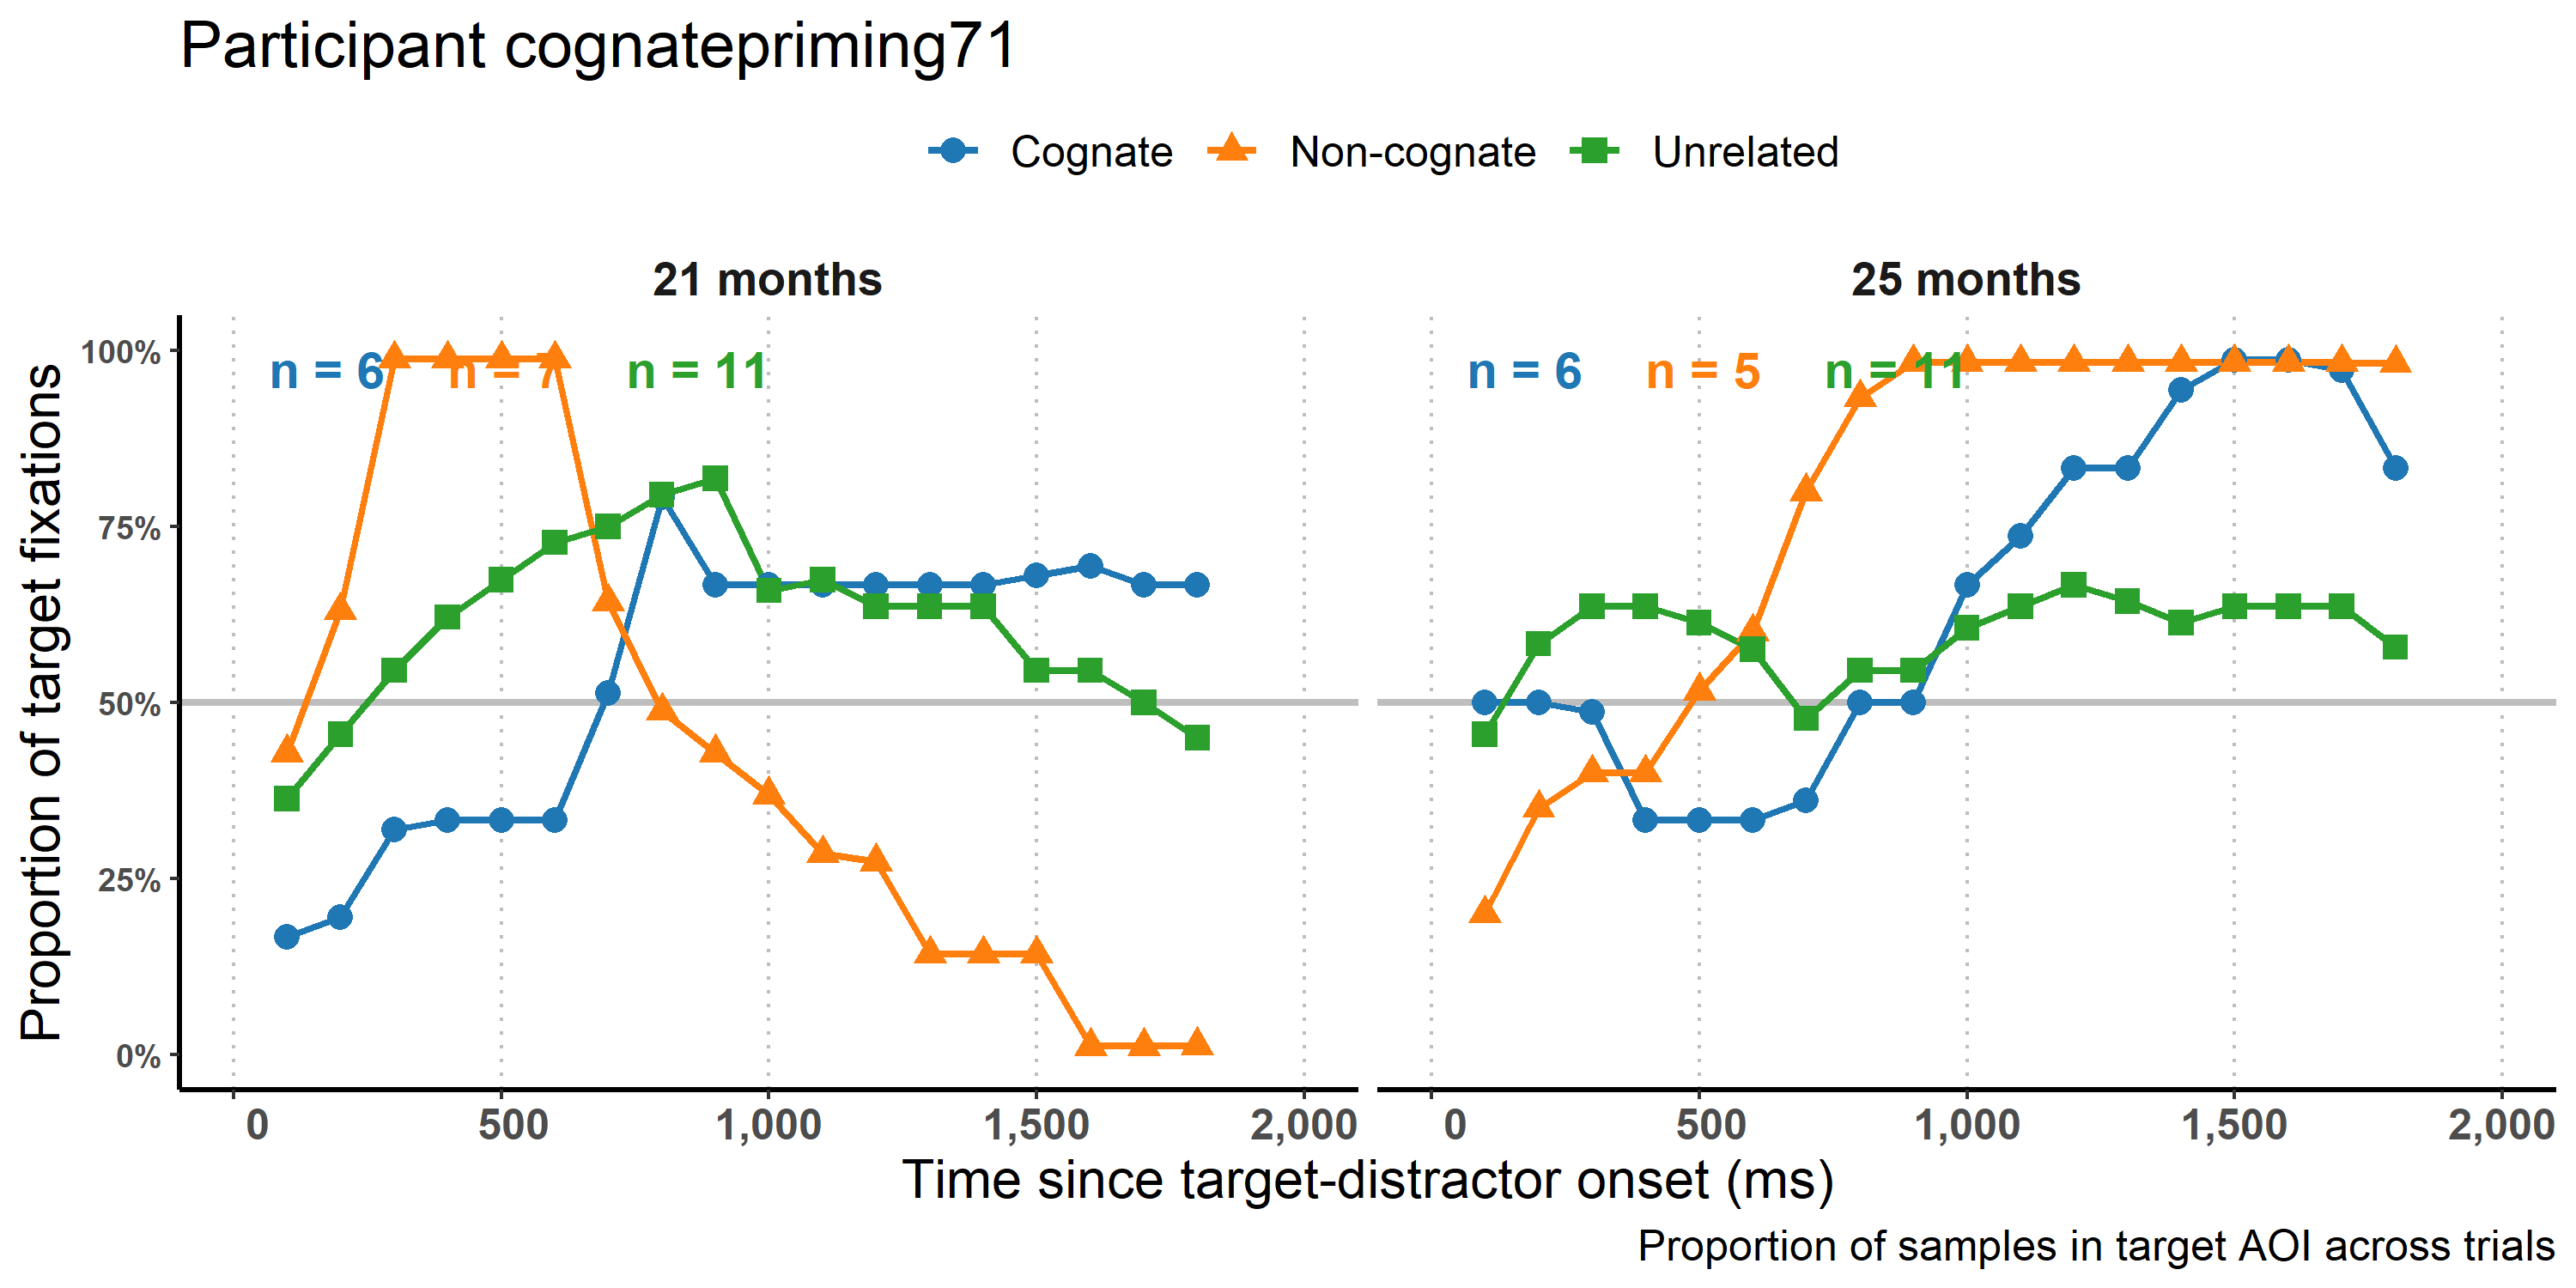 Participant cognatepriming71
Cognate Non-cognate Unrelated
21 months 25 months
Proportion of target fixations
100%
75%
50%
25%
0%
n = 6 n = 7 n = 11
n = 6 n = 5 n = 11
0 500 1,000 1,500 2,000 0 500 1,000 1,500 2,000
Time since target-distractor onset (ms)
Proportion of samples in target AOI across trials